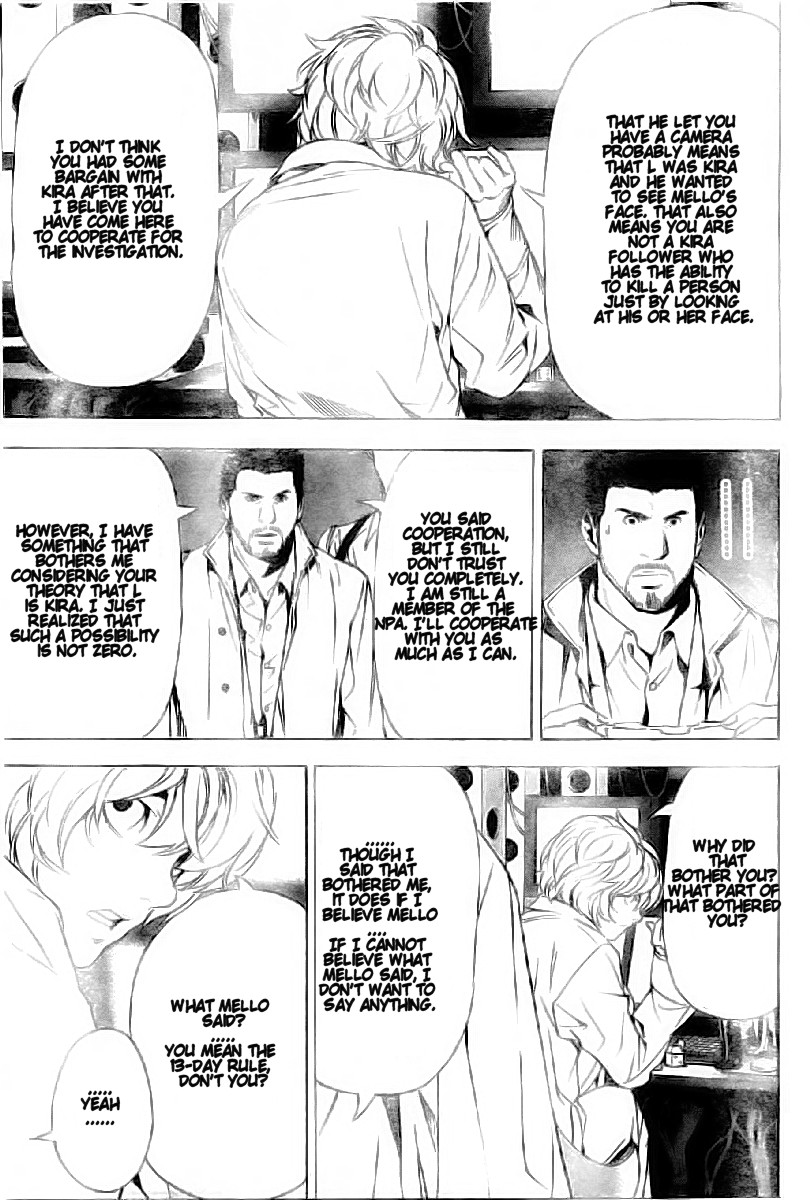 THAT HE LET YOU
HAVE A CAMERA
PROBABLY MEANS
THAT L WAS KIRA
AND HE WANTED
TO SEE MELLO'S
FACE. THAT ALSO
MEANS YOU ARE
NOT A KIRA
FOLLOWER WHO
HAS THE ABILITY
TO KILL A PERSON
JUST BY LOOKING
AT HIS OR HER FACE.
I DON'T THINK
YOU HAD SOME
BARGAIN WITH
KIRA AFTER THAT.
I BELIEVE YOU
HAVE COME HERE
TO COOPERATE FOR
THE INVESTIGATION.
YOU SAID
COOPERATION,
BUT I STILL
DON'T TRUST
YOU COMPLETELY.
I AM STILL A
MEMBER OF THE
NPA. I'LL COOPERATE
WITH YOU AS
MUCH AS I CAN.
HOWEVER, I HAVE
SOMETHING THAT
BOTHERS ME
CONSIDERING YOUR
THEORY THAT L
IS KIRA. I JUST
REALIZED THAT
SUCH A POSSIBILITY
IS NOT ZERO.
WHY DID
THAT
BOTHER YOU?
WHAT PART OF
THAT BOTHERED
YOU?
......
THOUGH I
SAID THAT
BOTHERED ME,
IT DOES IF I
BELIEVE MELLO
....
IF I CANNOT
BELIEVE WHAT
MELLO SAID, I
DON'T WANT TO
SAY ANYTHING.
WHAT MELLO
SAID?
.....
YOU MEAN THE
13-DAY RULE,
DON'T YOU?
.....
YEAH
......